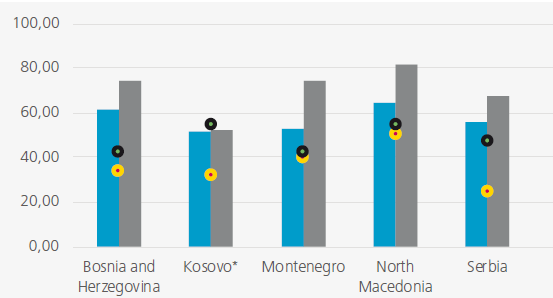 100,00
80,00
60,00
40,00
20,00
0,00
Bosnia and
Herzegovina
Kosovo*
Montenegro
North
Macedonia
Serbia